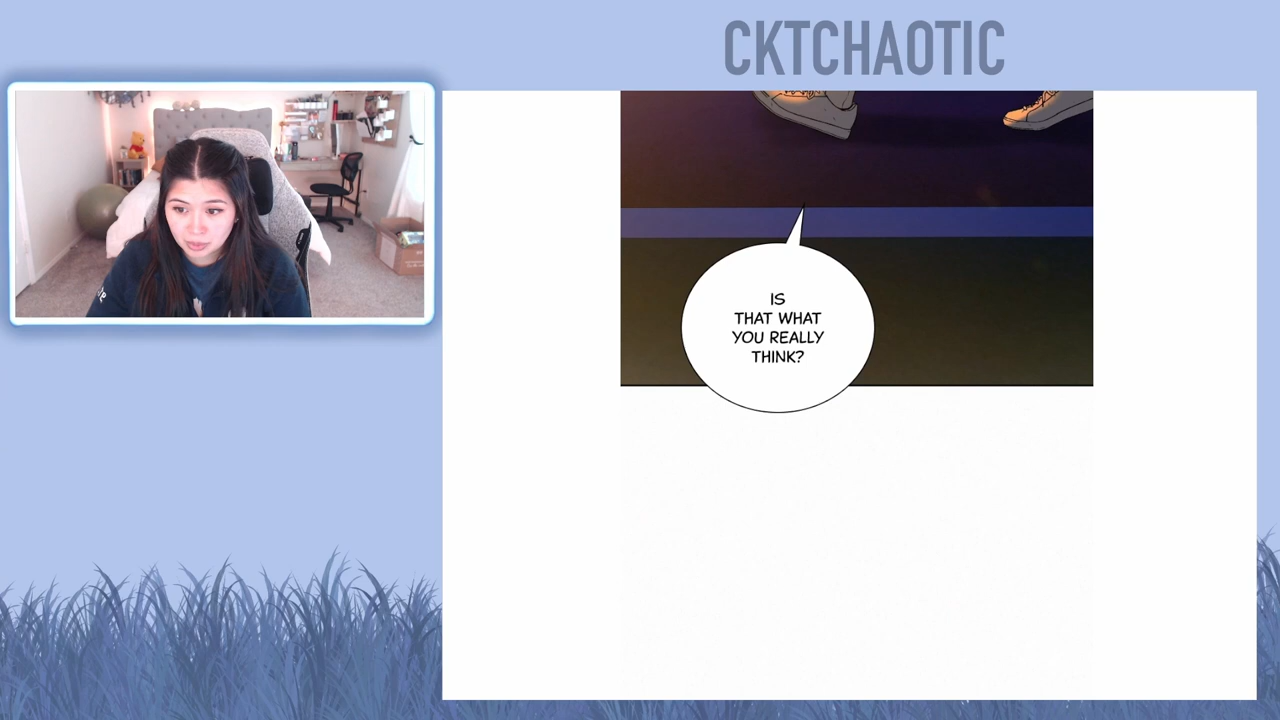 CKTCHAOTIC
IS
THAT WHAT
YOU REALLY
THINK?